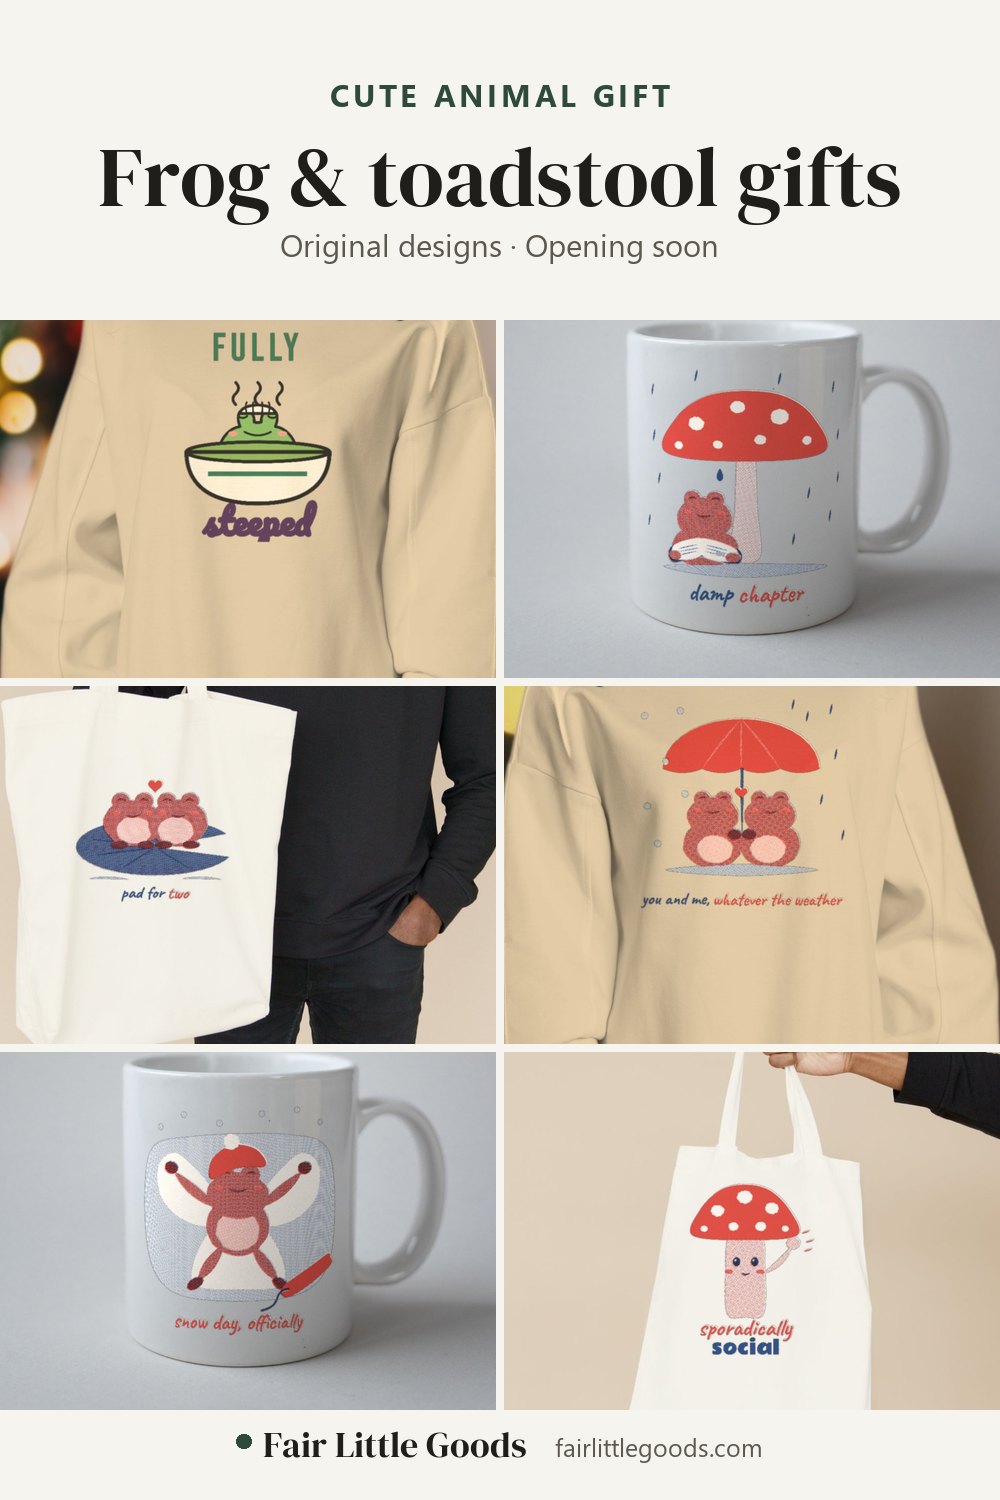 CUTE ANIMAL GIFT
Frog & toadstool gifts
Original designs · Opening soon
FULLY
steeped
damp chapter
pad for two
you and me, whatever the weather
snow day, officially
sporadically
social
Fair Little Goods
fairlittlegoods.com